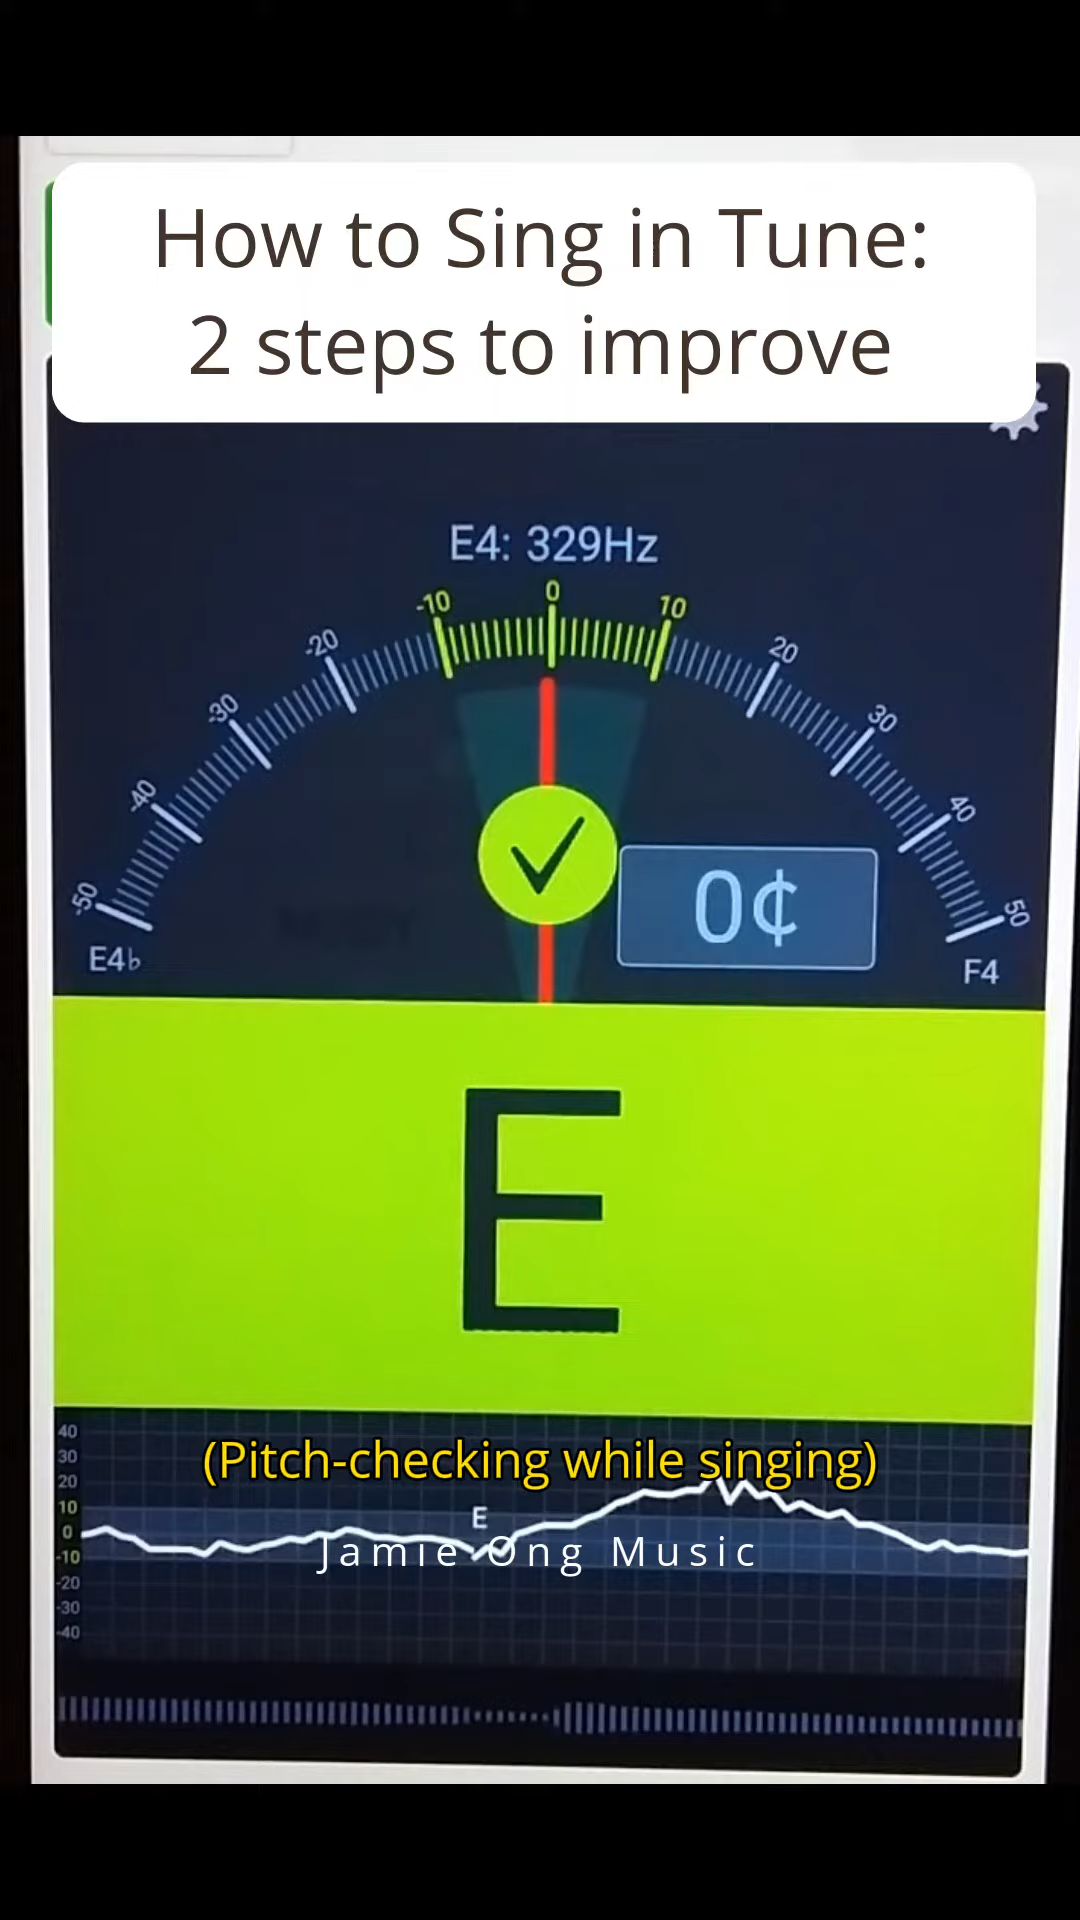 How to Sing in Tune:
2 steps to improve
E4: 329Hz
-50
-40
-30
-20
-10
0
10
20
30
40
50
0¢
E4♭
F4
E
40
30
20
10
0
-10
-20
-30
-40
(Pitch-checking while singing)
E
Jamie Ong Music